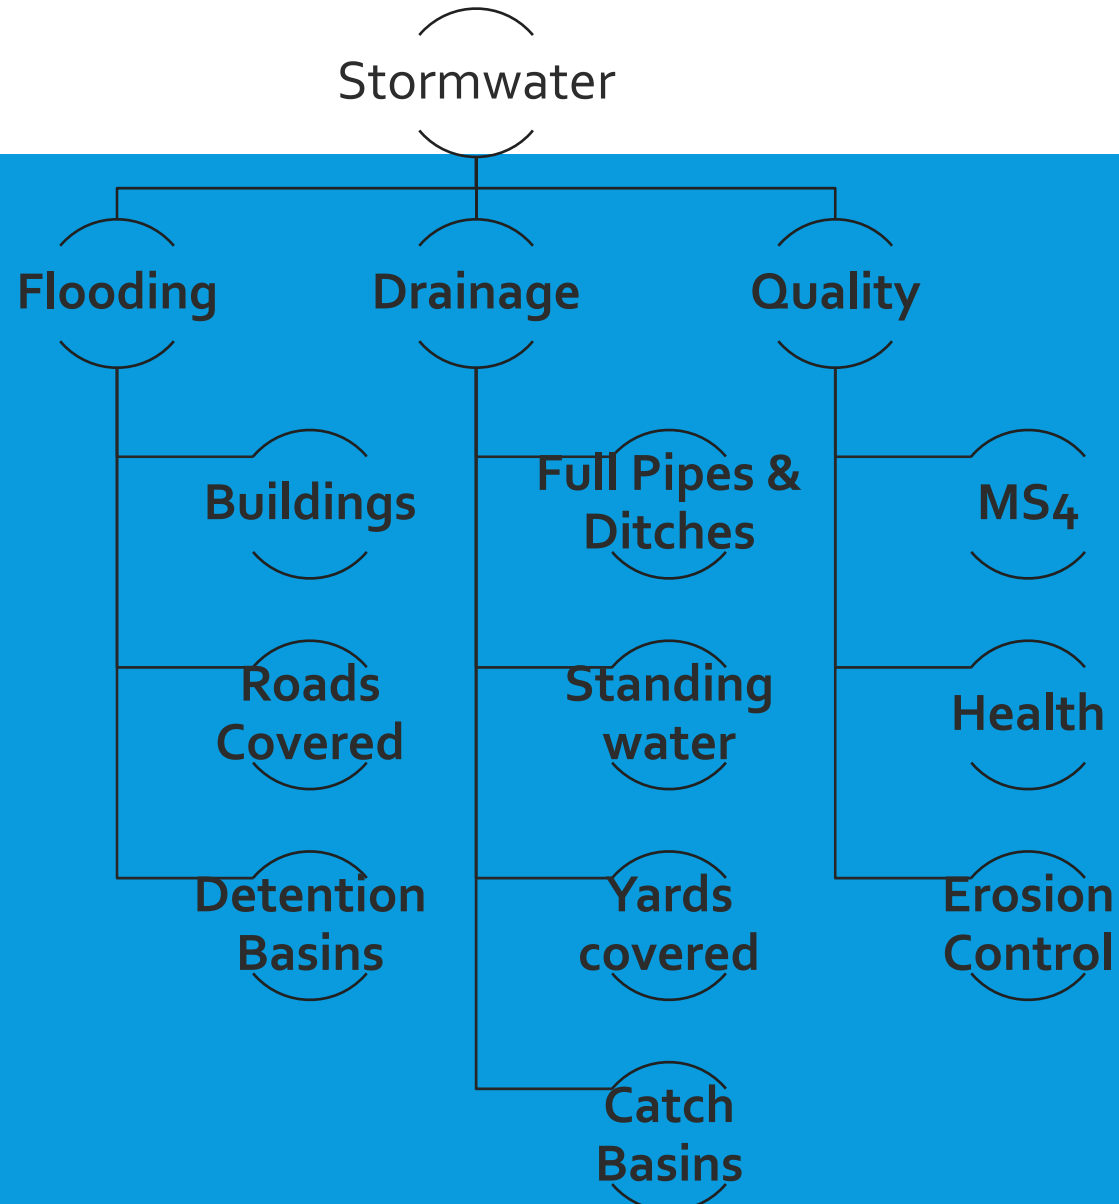 Stormwater
Flooding
Drainage
Quality
Buildings
Full Pipes &
Ditches
MS4
Roads
Covered
Standing
water
Health
Detention
Basins
Yards
covered
Erosion
Control
Catch
Basins